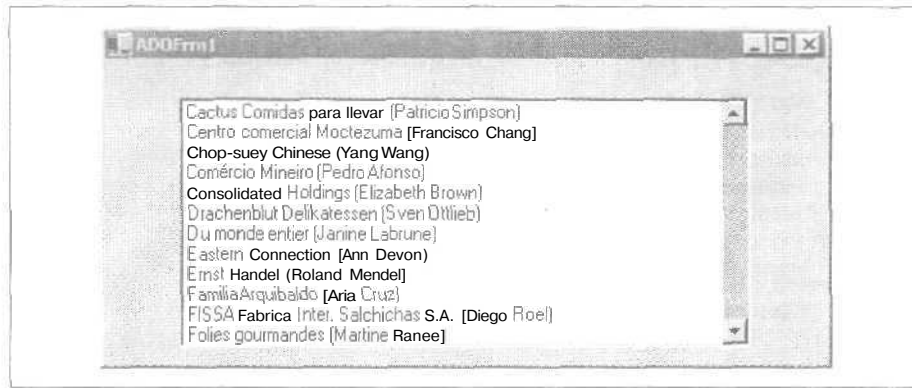 ADOFrm1
Cactus Comidas para llevar (Patricio Simpson)
Centro comercial Moctezuma [Francisco Chang]
Chop-suey Chinese (Yang Wang)
Comércio Mineiro (Pedro Afonso)
Consolidated Holdings (Elizabeth Brown)
Drachenblut Delikatessen (Sven Ottlieb)
Du monde entier (Janine Labrune)
Eastern Connection [Ann Devon)
Ernst Handel (Roland Mendel]
Familia Arquibaldo [Aria Cruz)
FISSA Fabrica Inter. Salchichas S.A. [Diego Roel)
Folies gourmandes (Martine Ranee]